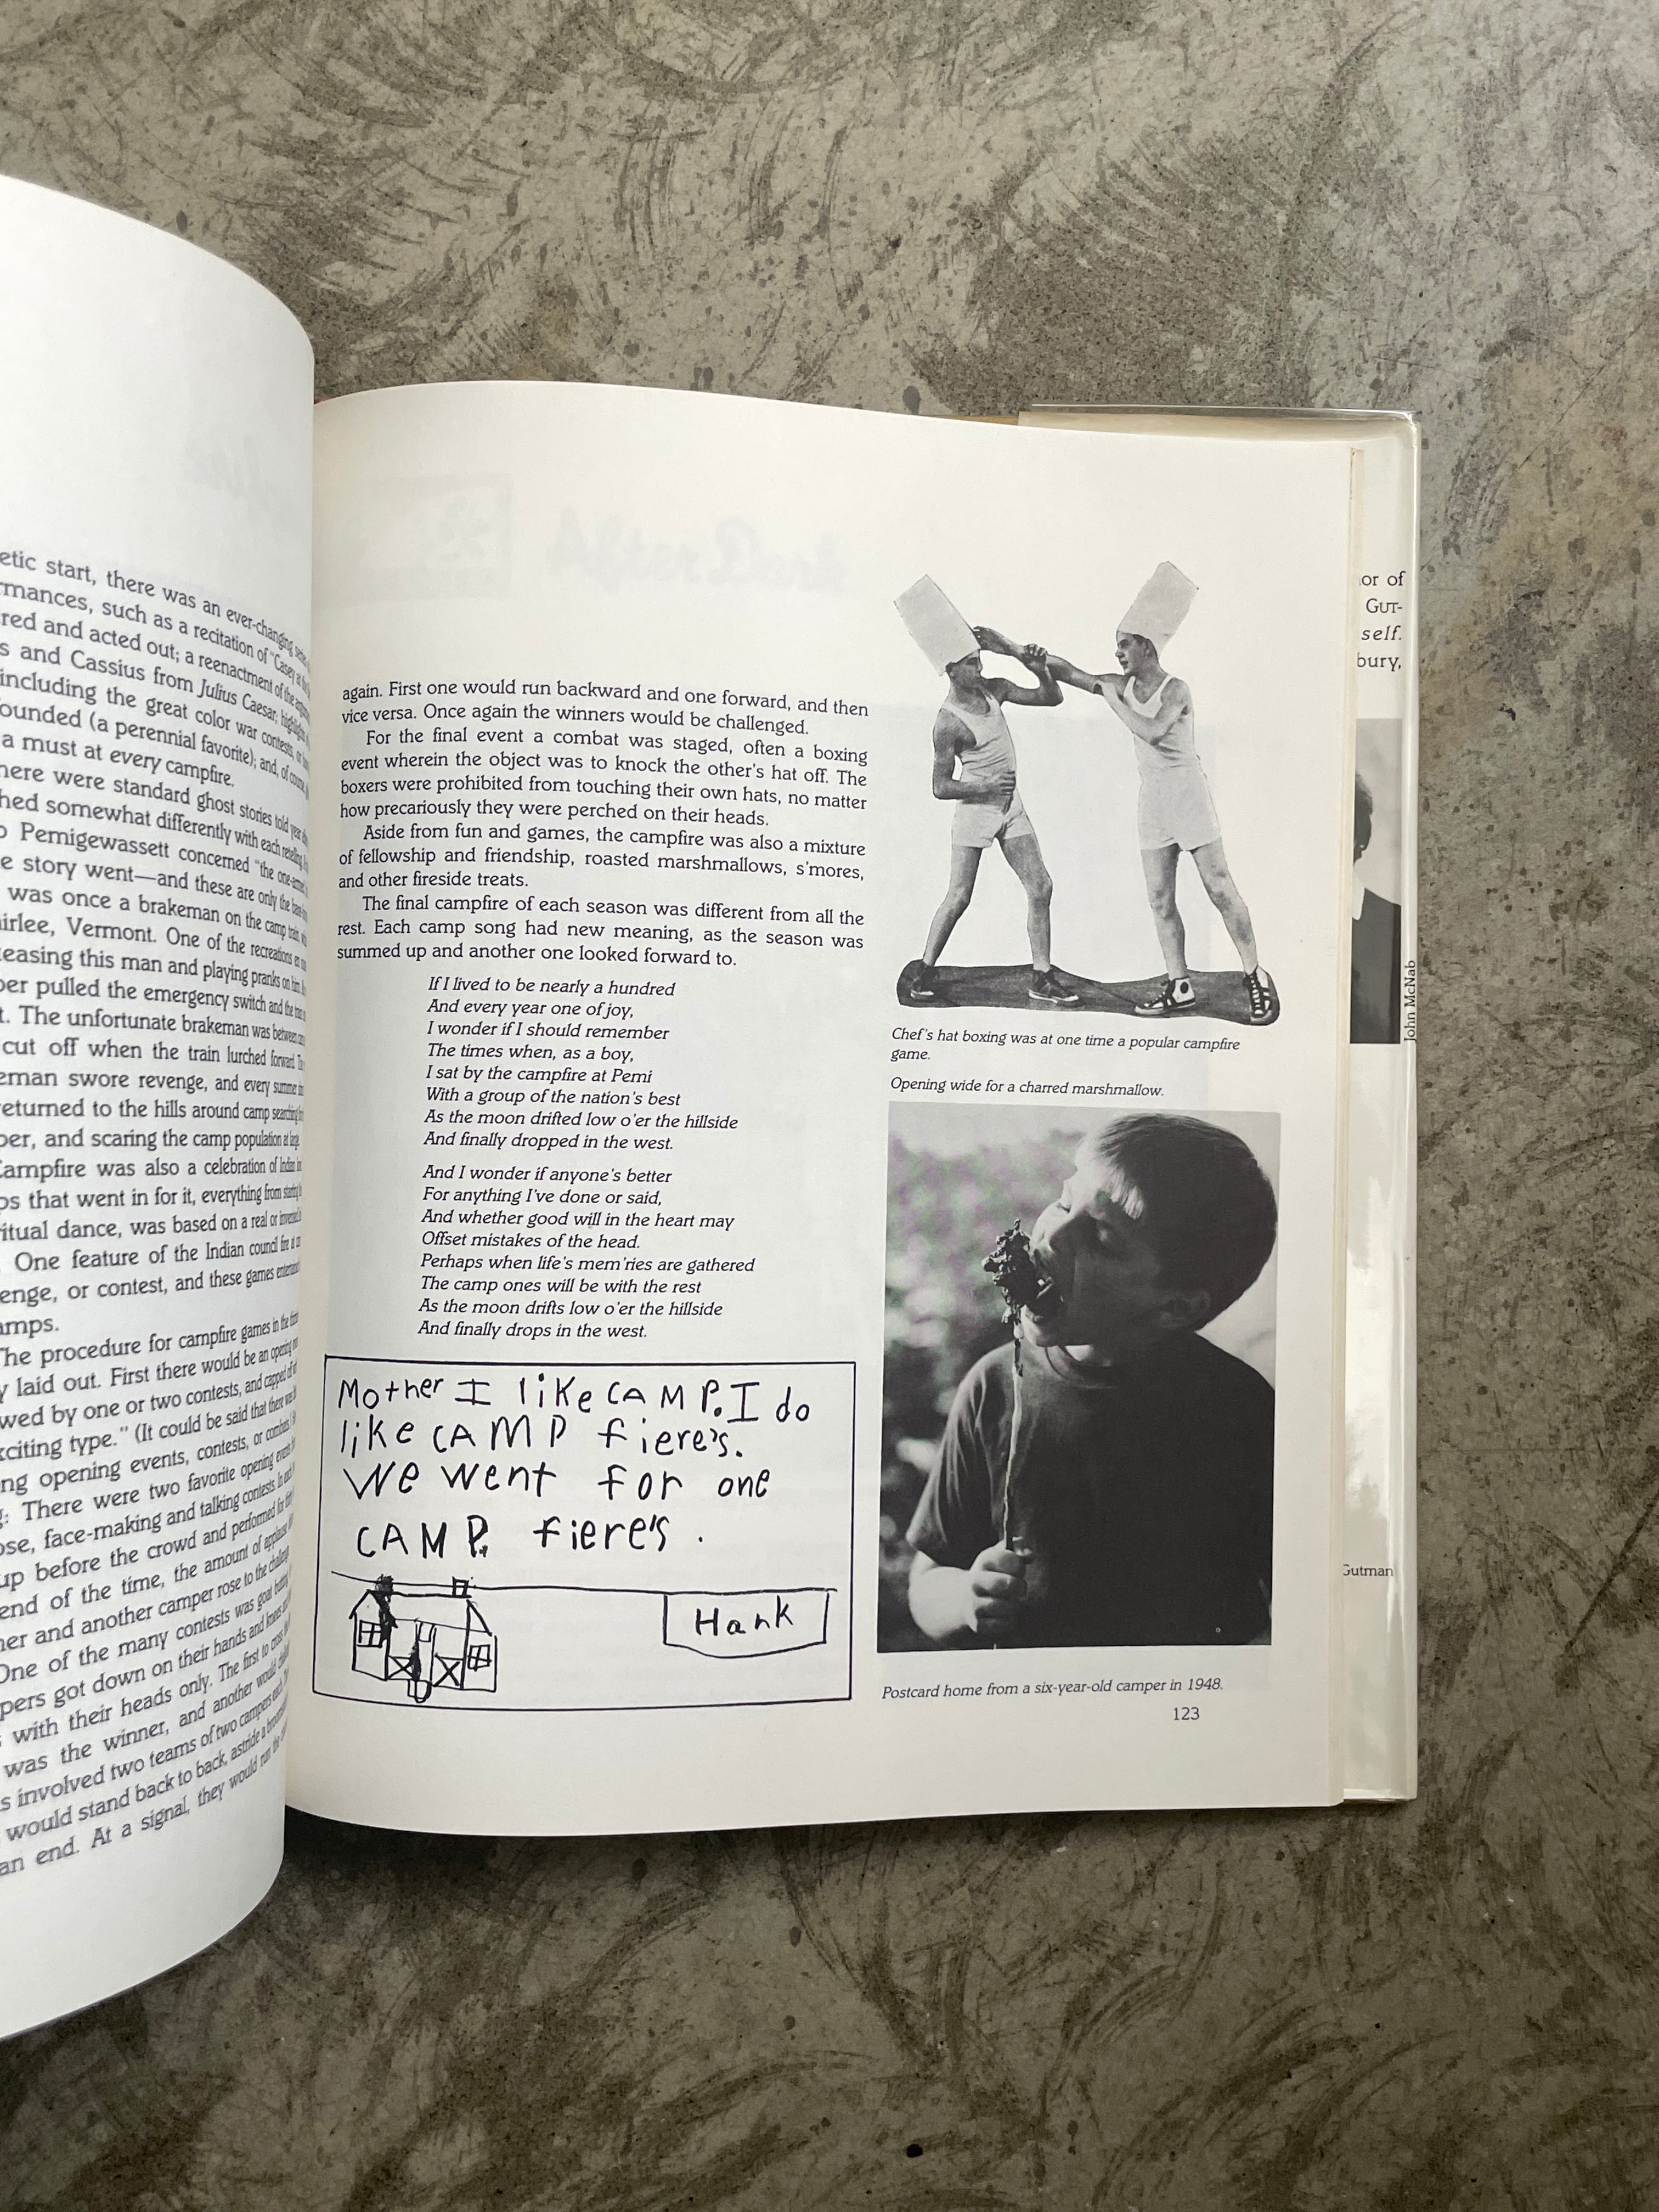 etic start, there was an ever-changing
rmances, such as a recitation of "Casey at
red and acted out; a reenactment of the
s and Cassius from Julius Caesar; highlights
including the great color war contests, or
ounded (a perennial favorite); and, of course,
a must at every campfire.
here were standard ghost stories told year
hed somewhat differently with each retelling.
o Pemigewassett concerned "the one-armed
e story went—and these are only the
was once a brakeman on the camp train
airlee, Vermont. One of the recreations
easing this man and playing pranks on him.
per pulled the emergency switch and the train
t. The unfortunate brakeman was between
cut off when the train lurched forward.
eman swore revenge, and every summer
returned to the hills around camp searching
per, and scaring the camp population at large.
Campfire was also a celebration of Indian
ps that went in for it, everything from starting
ritual dance, was based on a real or invented
One feature of the Indian council fire
enge, or contest, and these games
amps.
The procedure for campfire games in the
y laid out. First there would be an opening
wed by one or two contests, and capped
xciting type." (It could be said that there
ng opening events, contests, or combats.
g: There were two favorite opening events
ose, face-making and talking contests.
up before the crowd and performed for
end of the time, the amount of applause
ner and another camper rose to the challenge.
One of the many contests was goat butting.
pers got down on their hands and knees
s with their heads only. The first to cross
was the winner, and another would
s involved two teams of two campers each.
would stand back to back, astride a broomstick
an end. At a signal, they would run
again. First one would run backward and one forward, and then
vice versa. Once again the winners would be challenged.
For the final event a combat was staged, often a boxing
event wherein the object was to knock the other's hat off. The
boxers were prohibited from touching their own hats, no matter
how precariously they were perched on their heads.
Aside from fun and games, the campfire was also a mixture
of fellowship and friendship, roasted marshmallows, s'mores,
and other fireside treats.
The final campfire of each season was different from all the
rest. Each camp song had new meaning, as the season was
summed up and another one looked forward to.
If I lived to be nearly a hundred
And every year one of joy,
I wonder if I should remember
The times when, as a boy,
I sat by the campfire at Pemi
With a group of the nation's best
As the moon drifted low o'er the hillside
And finally dropped in the west.
And I wonder if anyone's better
For anything I've done or said,
And whether good will in the heart may
Offset mistakes of the head.
Perhaps when life's mem'ries are gathered
The camp ones will be with the rest
As the moon drifts low o'er the hillside
And finally drops in the west.
Mother I like CAMP. I do
like CAMP fiere's.
We went for one
CAMP. fiere's.
Hank
Chef's hat boxing was at one time a popular campfire
game.
Opening wide for a charred marshmallow.
Postcard home from a six-year-old camper in 1948.
123
or of
GUT-
self.
bury,
John McNab
Gutman